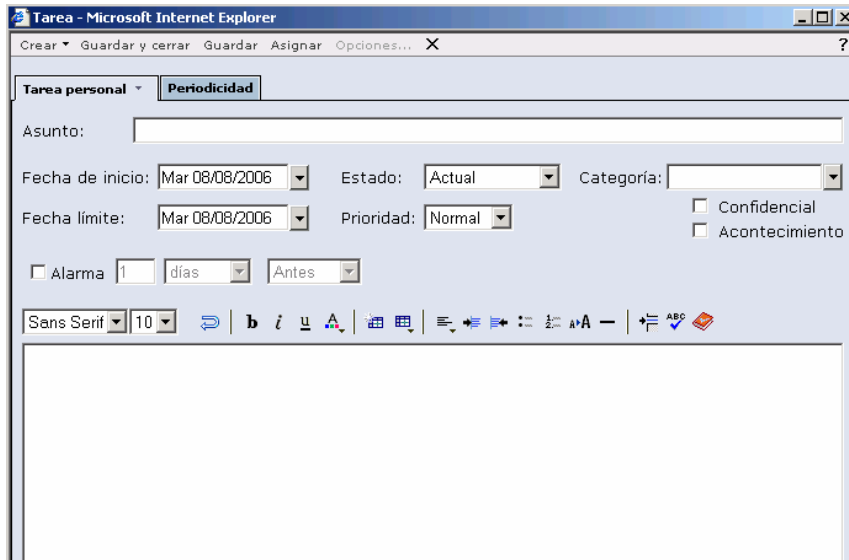 Tarea - Microsoft Internet Explorer
Crear Guardar y cerrar Guardar Asignar Opciones... X ?
Tarea personal Periodicidad
Asunto:
Fecha de inicio: Mar 08/08/2006 Estado: Actual Categoría:
Fecha límite: Mar 08/08/2006 Prioridad: Normal Confidencial
Acontecimiento
Alarma 1 días Antes
Sans Serif 10 b i u A A A ABC